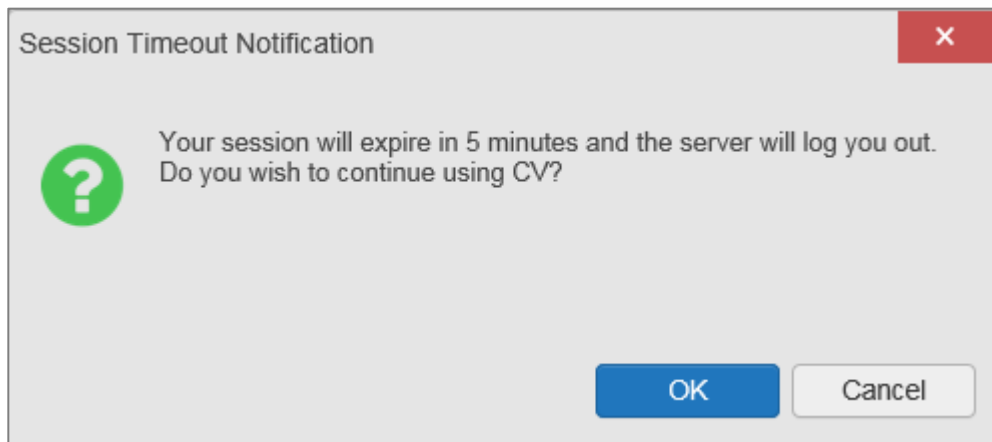 Session Timeout Notification
Your session will expire in 5 minutes and the server will log you out.
Do you wish to continue using CV?
OK
Cancel